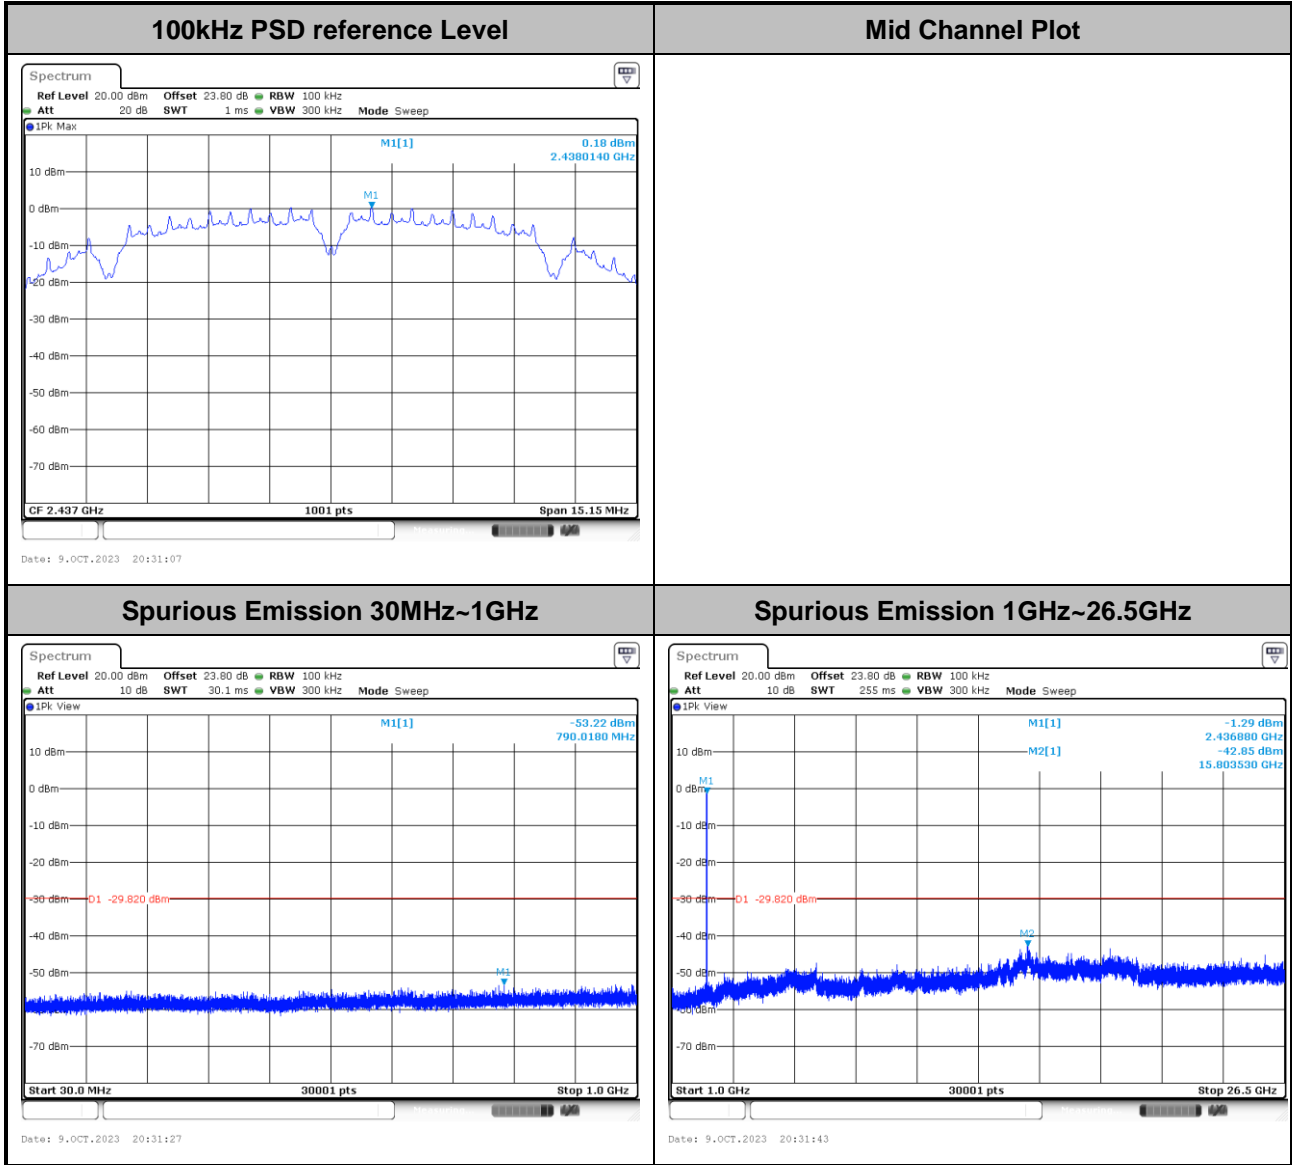 100kHz PSD reference Level
Mid Channel Plot
Spectrum
Ref Level 20.00 dBm Offset 23.80 dB RBW 100 kHz
Att 20 dB SWT 1 ms VBW 300 kHz Mode Sweep
1Pk Max
M1[1] 0.18 dBm
2.4380140 GHz
10 dBm
M1
0 dBm
-10 dBm
-20 dBm
-30 dBm
-40 dBm
-50 dBm
-60 dBm
-70 dBm
CF 2.437 GHz 1001 pts Span 15.15 MHz
Measuring...
Date: 9.OCT.2023 20:31:07
Spurious Emission 30MHz~1GHz
Spurious Emission 1GHz~26.5GHz
Spectrum
Ref Level 20.00 dBm Offset 23.80 dB RBW 100 kHz
Att 10 dB SWT 30.1 ms VBW 300 kHz Mode Sweep
1Pk View
M1[1] -53.22 dBm
790.0180 MHz
10 dBm
0 dBm
-10 dBm
-20 dBm
-30 dBm
D1 -29.820 dBm
-40 dBm
-50 dBm
M1
-70 dBm
Start 30.0 MHz 30001 pts Stop 1.0 GHz
Measuring...
Date: 9.OCT.2023 20:31:27
Spectrum
Ref Level 20.00 dBm Offset 23.80 dB RBW 100 kHz
Att 10 dB SWT 255 ms VBW 300 kHz Mode Sweep
1Pk View
M1[1] -1.29 dBm
2.436880 GHz
10 dBm
M2[1] -42.85 dBm
15.803530 GHz
M1
0 dBm
-10 dBm
-20 dBm
-30 dBm
D1 -29.820 dBm
-40 dBm
M2
-50 dBm
-60 dBm
-70 dBm
Start 1.0 GHz 30001 pts Stop 26.5 GHz
Measuring...
Date: 9.OCT.2023 20:31:43